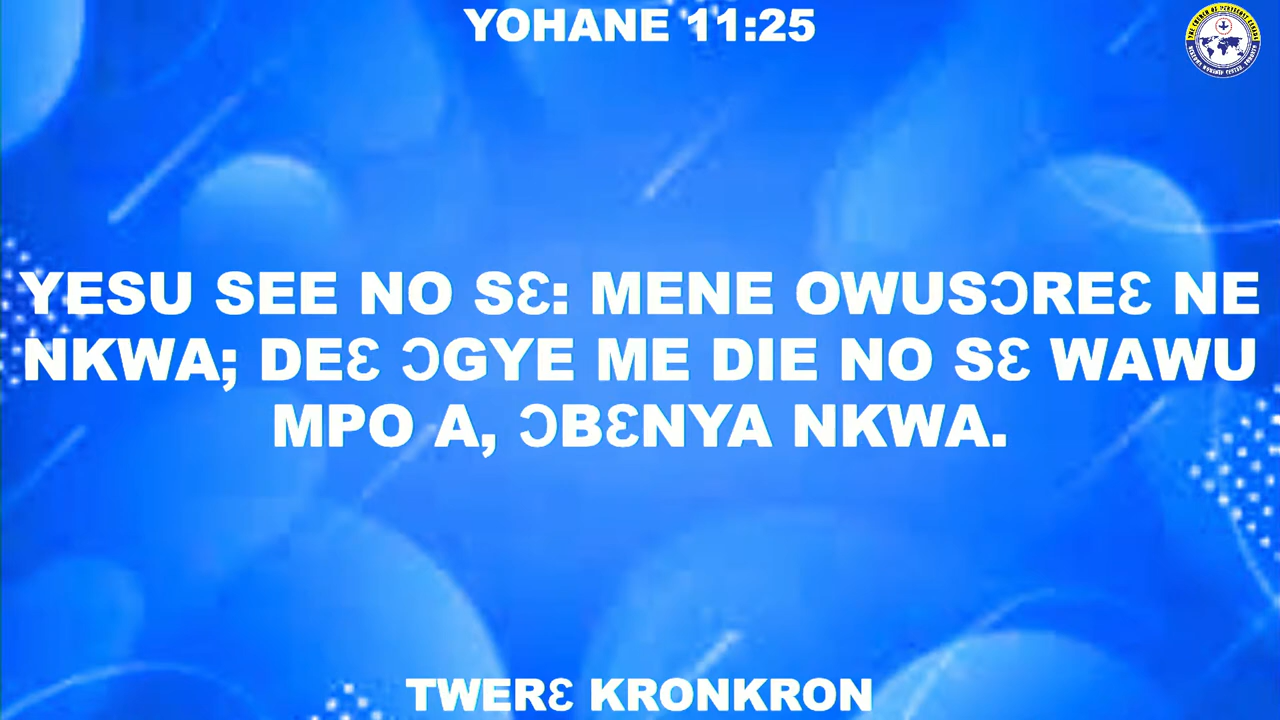 YOHANE 11:25
YESU SEE NO SƐ: MENE OWUSƆREƐ NE
NKWA; DEƐ ƆGYE ME DIE NO SƐ WAWU
MPO A, ƆBƐNYA NKWA.
TWERƐ KRONKRON